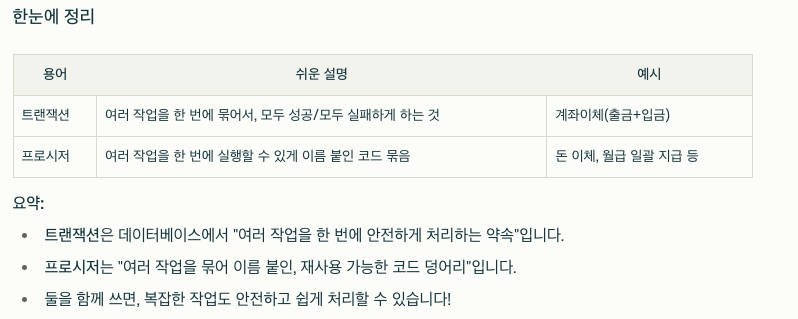 한눈에 정리
용어 쉬운 설명 예시
트랜잭션 여러 작업을 한 번에 묶어서, 모두 성공/모두 실패하게 하는 것 계좌이체(출금+입금)
프로시저 여러 작업을 한 번에 실행할 수 있게 이름 붙인 코드 묶음 돈 이체, 월급 일괄 지급 등
요약:
• 트랜잭션은 데이터베이스에서 "여러 작업을 한 번에 안전하게 처리하는 약속"입니다.
• 프로시저는 "여러 작업을 묶어 이름 붙인, 재사용 가능한 코드 덩어리"입니다.
• 둘을 함께 쓰면, 복잡한 작업도 안전하고 쉽게 처리할 수 있습니다!